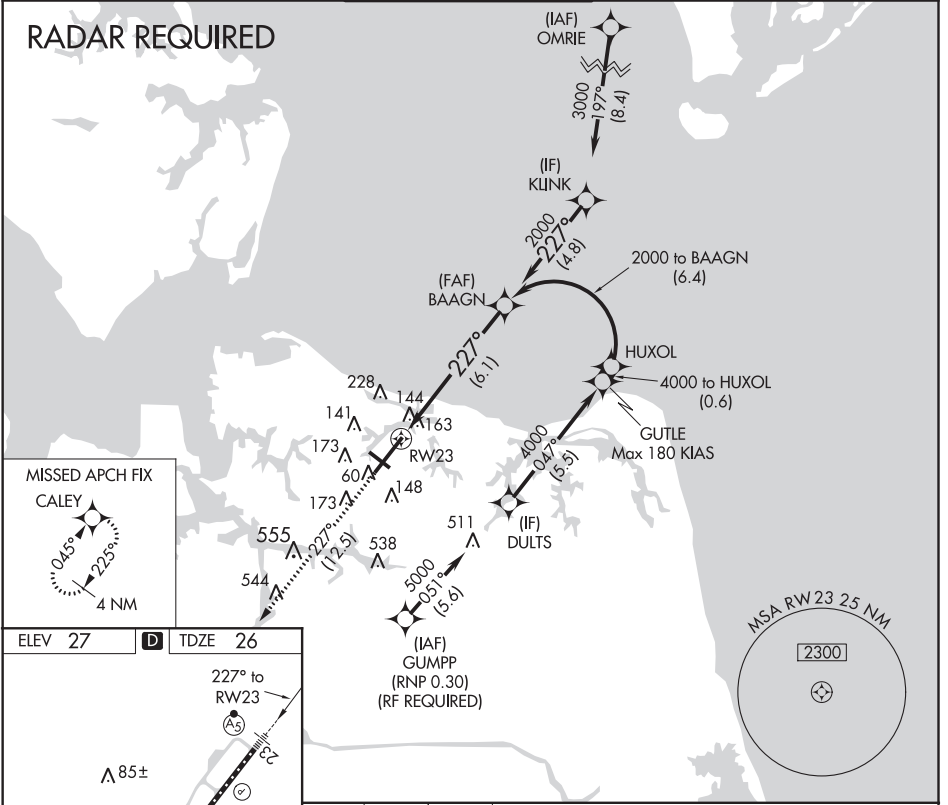 RADAR REQUIRED
(IAF)
OMRIE
3000
197°
(8.4)
(IF)
KLINK
2000
227°
(4.8)
2000 to BAAGN
(6.4)
(FAF)
BAAGN
227°
(6.1)
HUXOL
4000 to HUXOL
(0.6)
GUTLE
Max 180 KIAS
228
144
141
163
173
RW23
60
148
173
4000
047°
(5.5)
(IF)
DULTS
511
555
227°
(12.5)
538
544
5000
051°
(5.6)
(IAF)
GUMPP
(RNP 0.30)
(RF REQUIRED)
MISSED APCH FIX
CALEY
045°
225°
4 NM
MSA RW23 25 NM
2300
ELEV 27
D
TDZE 26
227° to
RW23
A5
23
85±